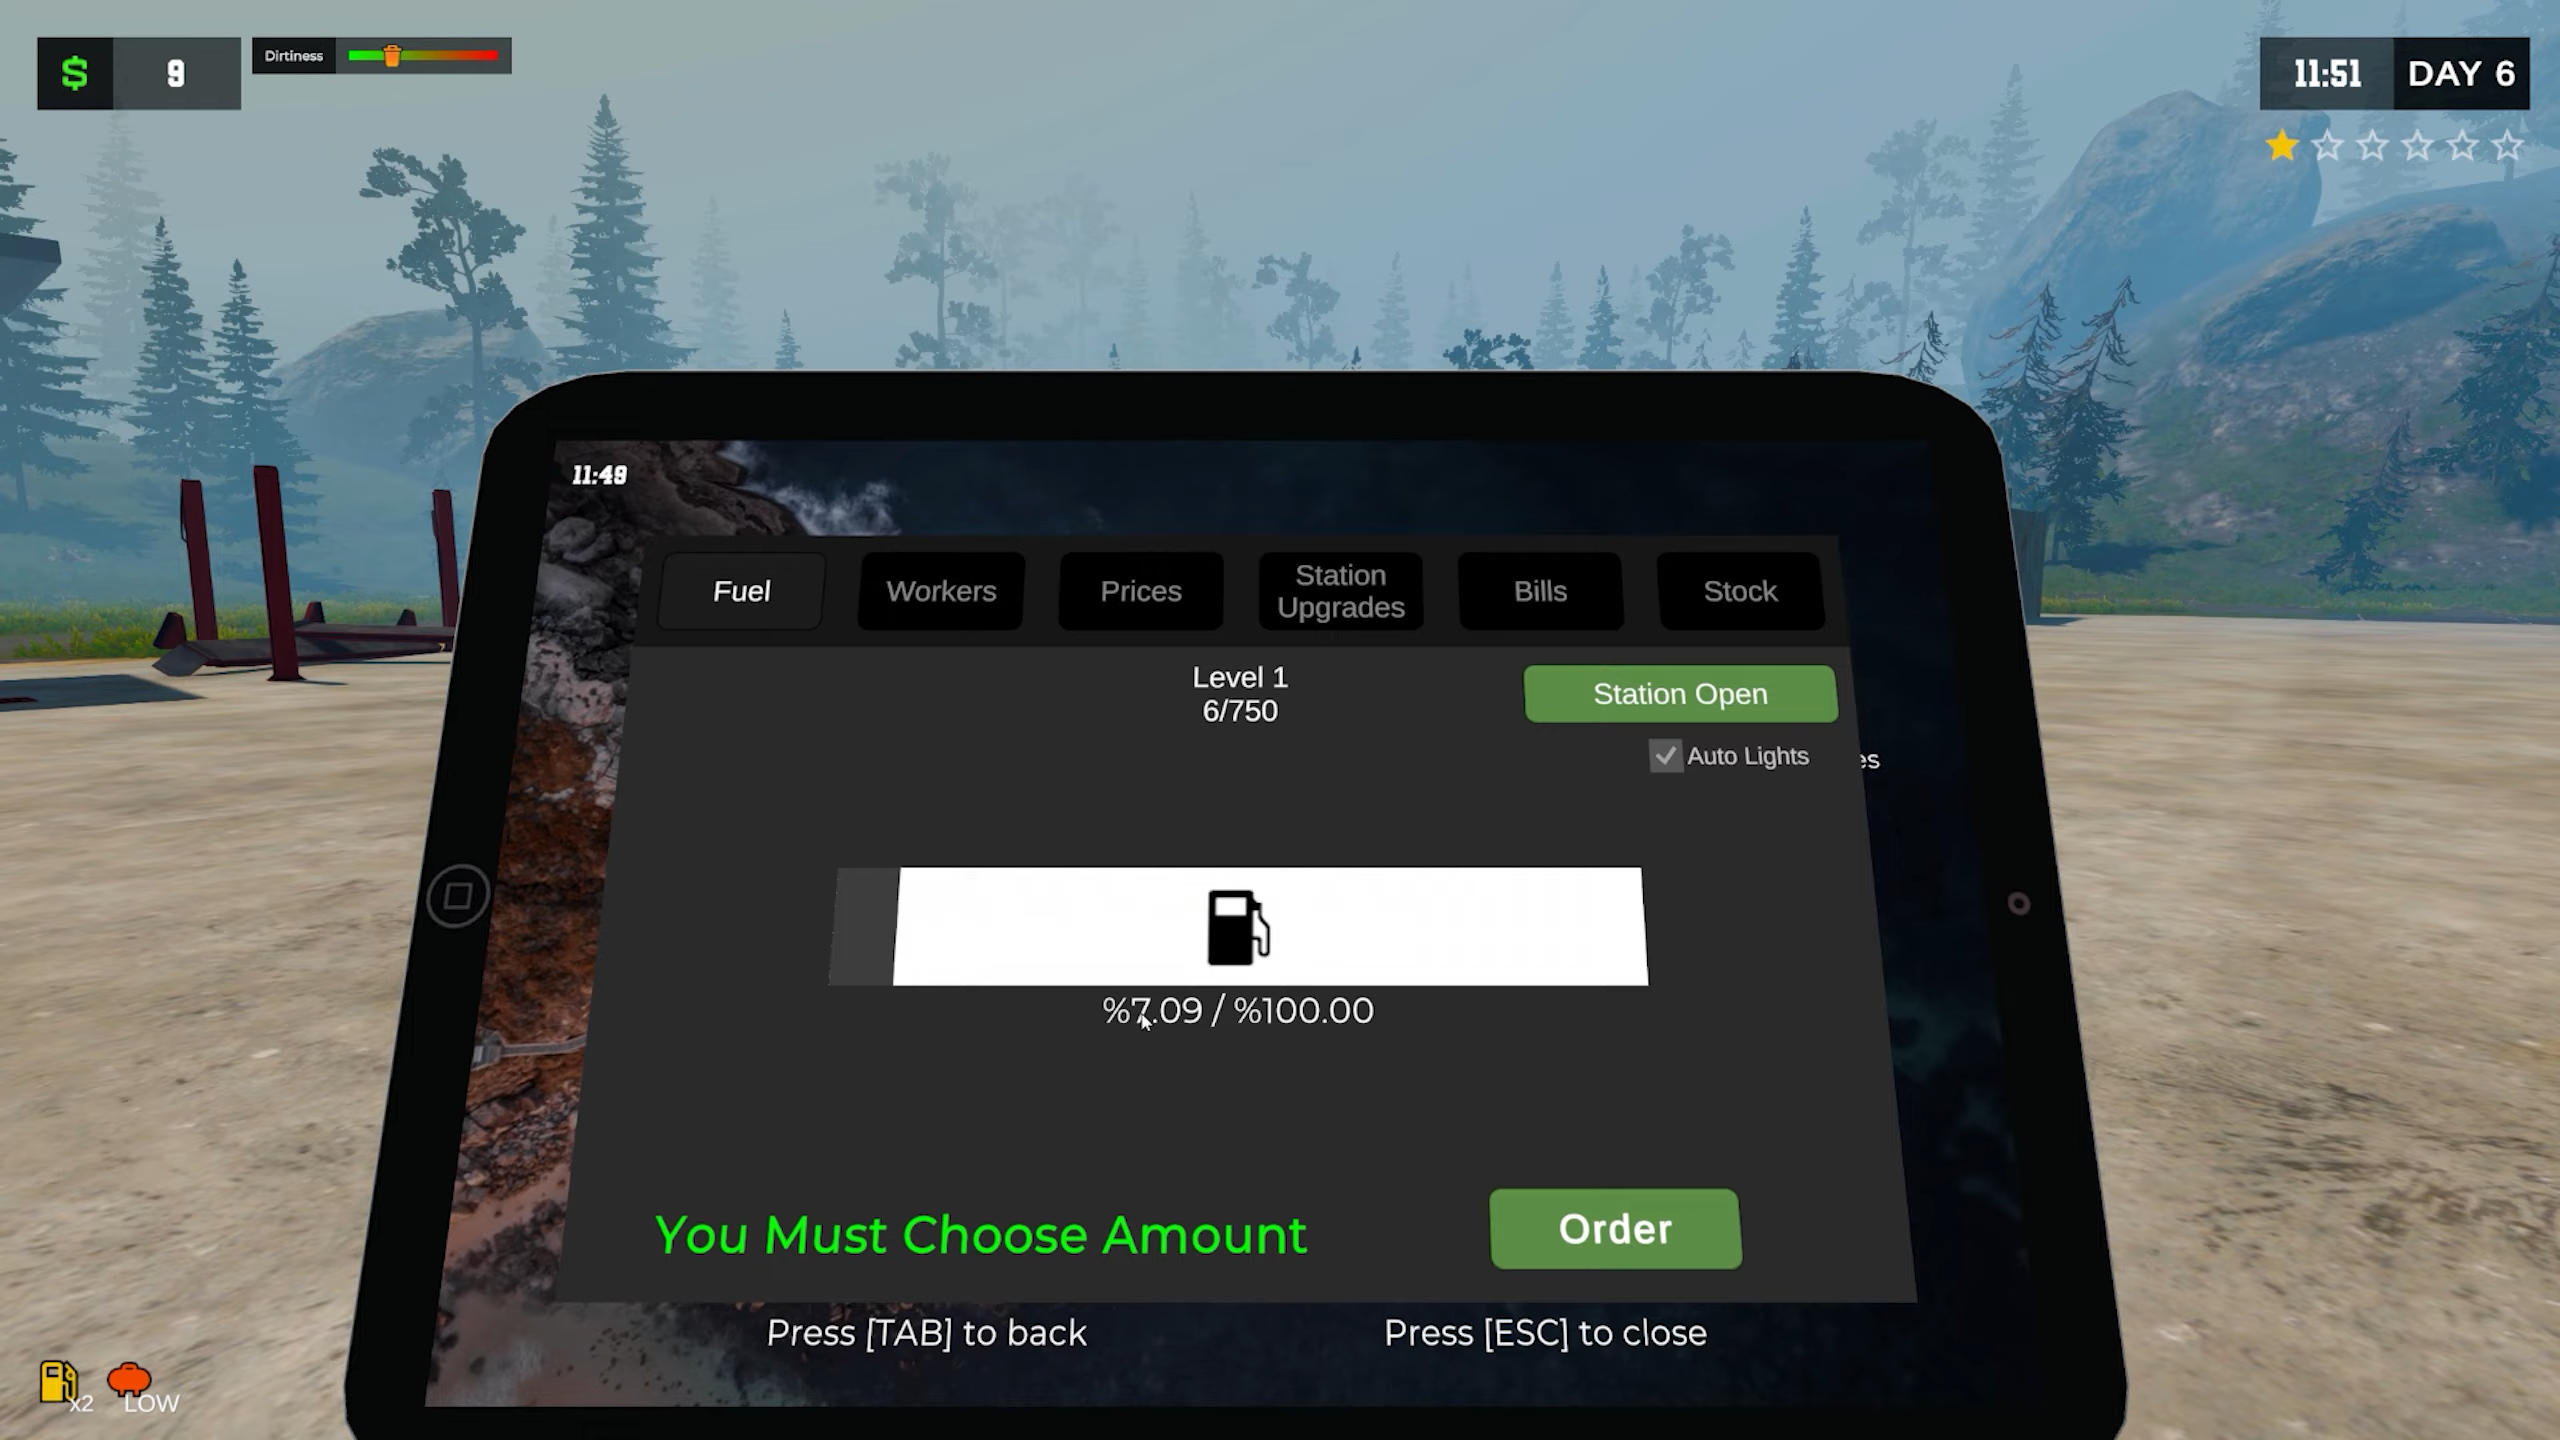 $ 9
Dirtiness
11:51 DAY 6
11:49
Fuel
Workers
Prices
Station
Upgrades
Bills
Stock
Level 1
6/750
Station Open
Auto Lights
es
%7.09 / %100.00
You Must Choose Amount
Order
Press [TAB] to back
Press [ESC] to close
x2
LOW